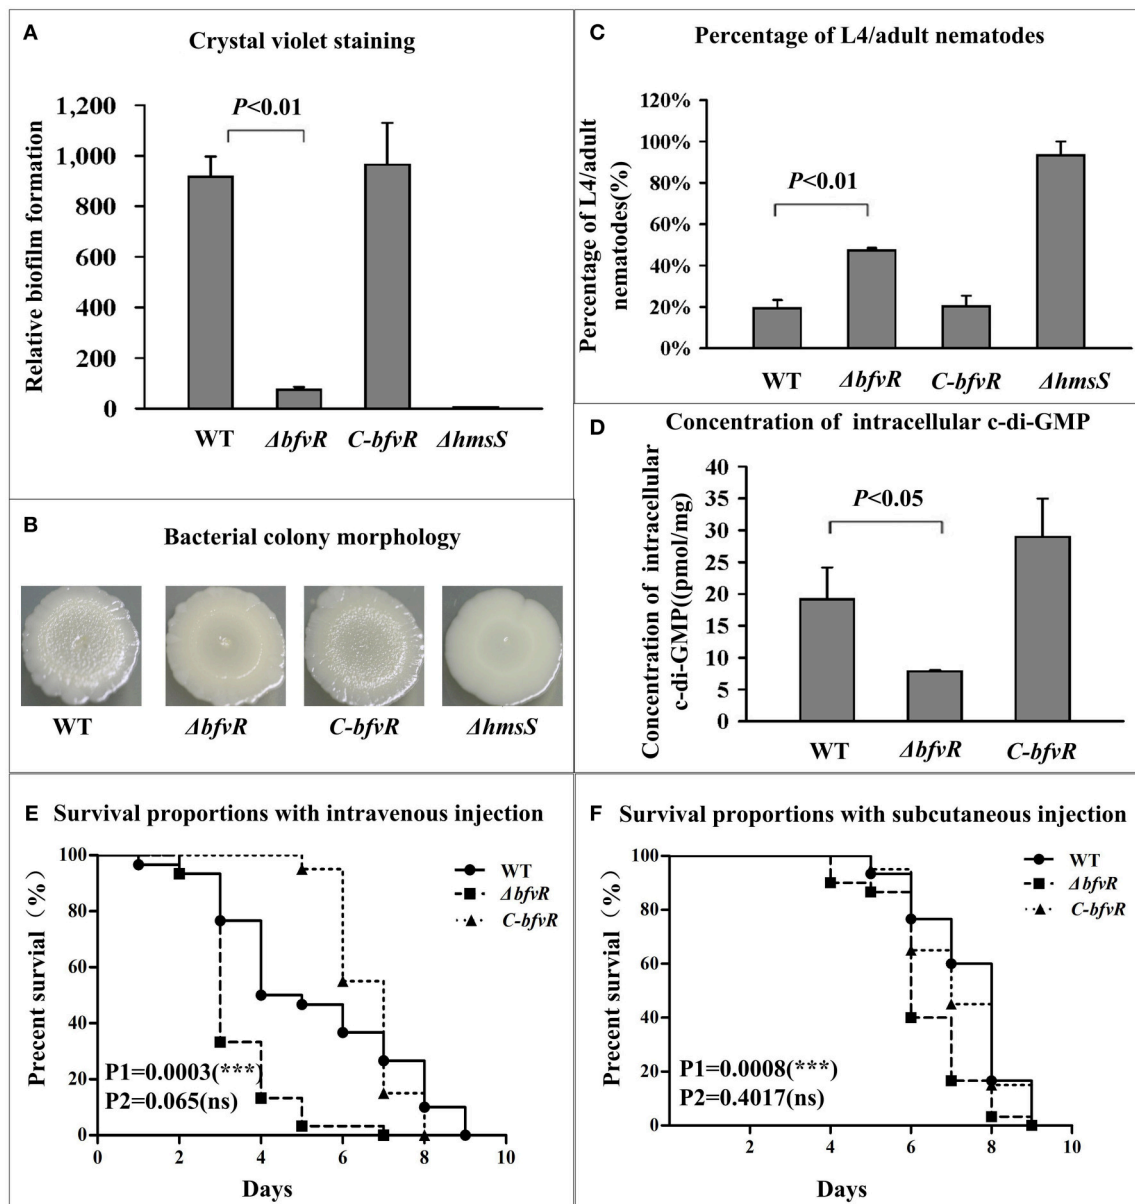 A
Crystal violet staining
Relative biofilm formation
1,200
1,000
800
600
400
200
0
P<0.01
WT ΔbfvR C-bfvR ΔhmsS
B
Bacterial colony morphology
WT ΔbfvR C-bfvR ΔhmsS
C
Percentage of L4/adult nematodes
Percentage of L4/adult
nematodes(%)
120%
100%
80%
60%
40%
20%
0%
P<0.01
WT ΔbfvR C-bfvR ΔhmsS
D
Concentration of intracellular c-di-GMP
Concentration of intracellular
c-di-GMP((pmol/mg)
40
35
30
25
20
15
10
5
0
P<0.05
WT ΔbfvR C-bfvR
E
Survival proportions with intravenous injection
Precent survial（%）
100
80
60
40
20
0
WT
ΔbfvR
C-bfvR
P1=0.0003(***)
P2=0.065(ns)
0 2 4 6 8 10
Days
F
Survival proportions with subcutaneous injection
Precent survial（%）
100
80
60
40
20
0
WT
ΔbfvR
C-bfvR
P1=0.0008(***)
P2=0.4017(ns)
2 4 6 8 10
Days